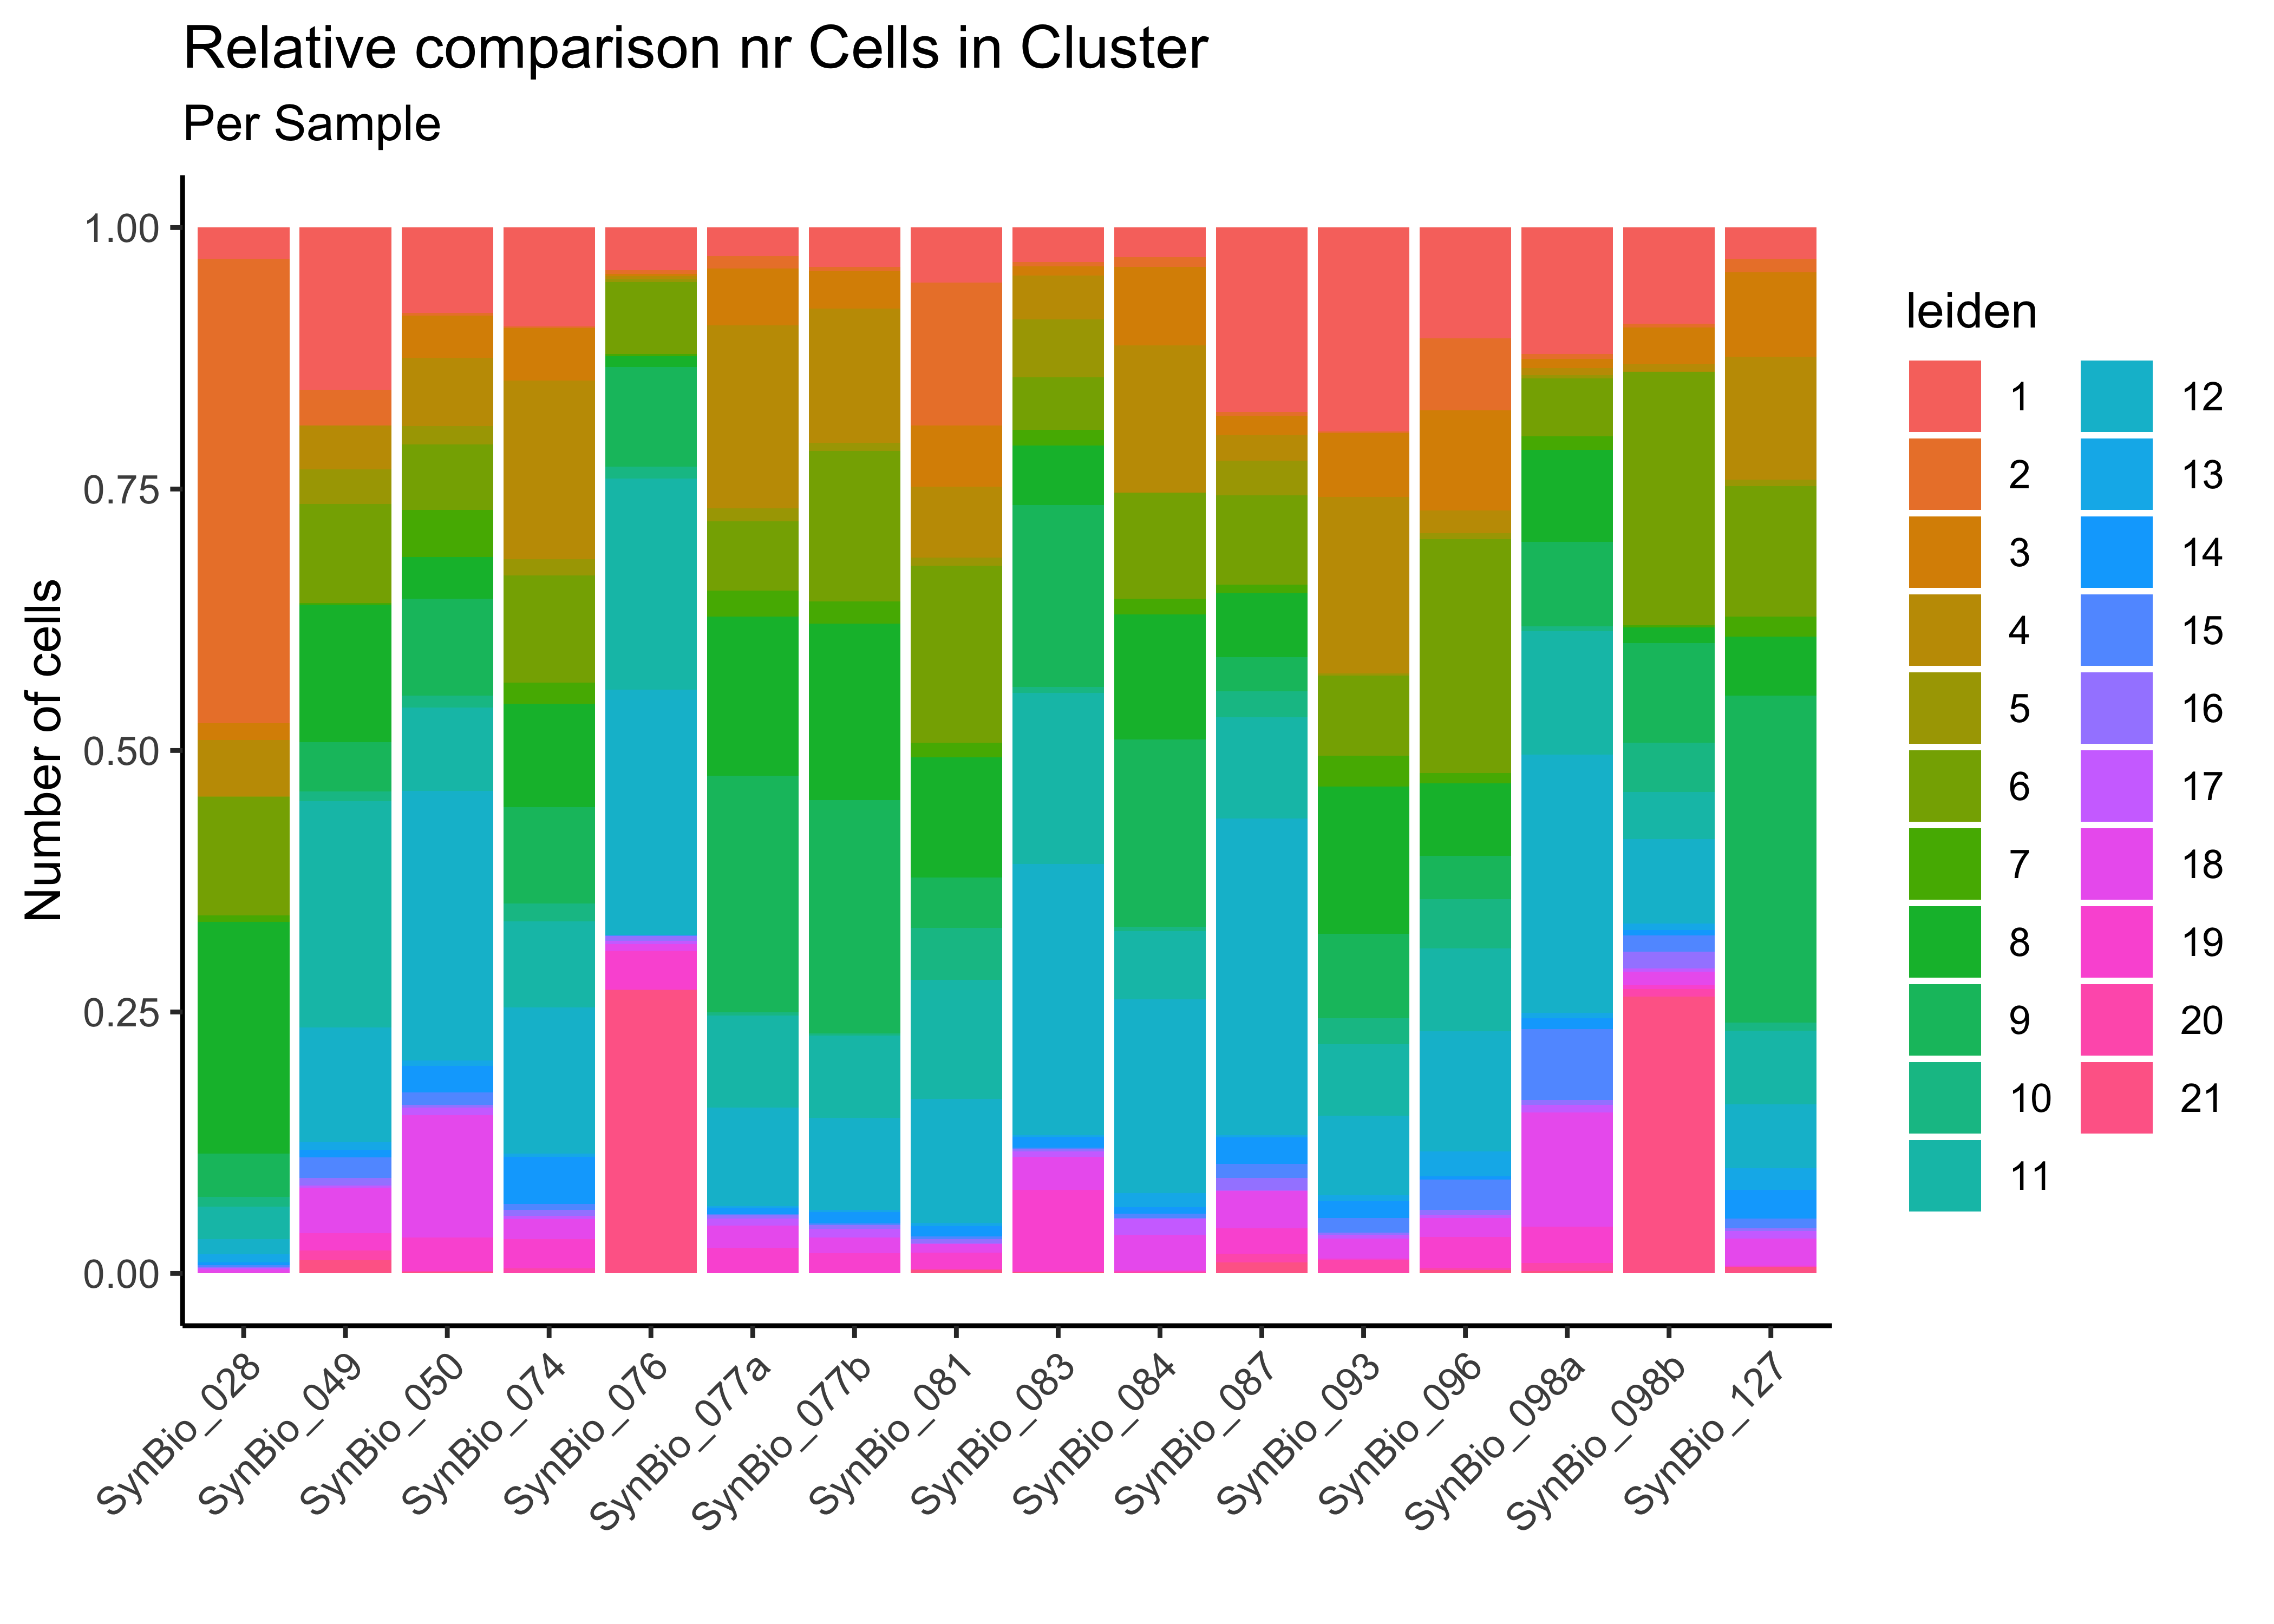 Relative comparison nr Cells in Cluster
Per Sample
Number of cells
1.00
0.75
0.50
0.25
0.00
SynBio_028
SynBio_049
SynBio_050
SynBio_074
SynBio_076
SynBio_077a
SynBio_077b
SynBio_081
SynBio_083
SynBio_084
SynBio_087
SynBio_093
SynBio_096
SynBio_098a
SynBio_098b
SynBio_127
leiden
1
2
3
4
5
6
7
8
9
10
11
12
13
14
15
16
17
18
19
20
21